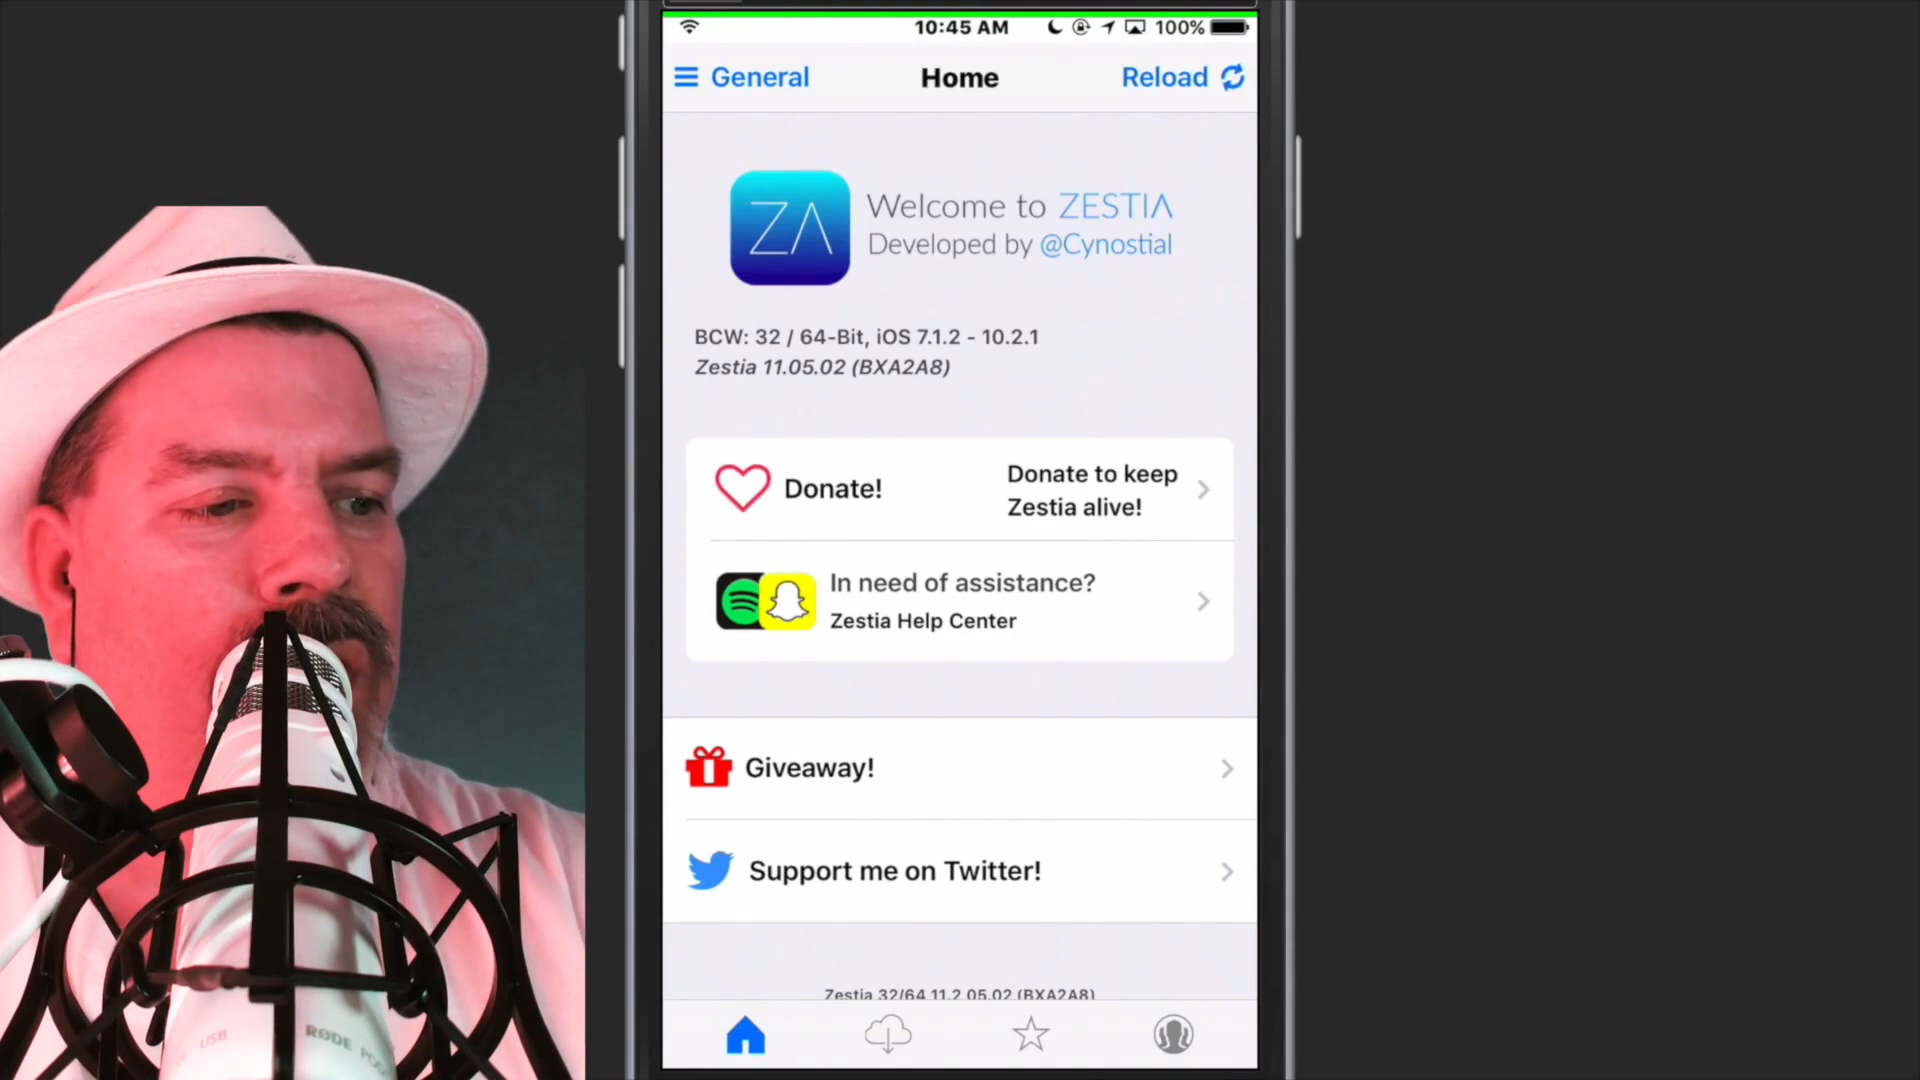 10:45 AM
100%
General
Home
Reload
ZA
Welcome to ZESTIA
Developed by @Cynostial
BCW: 32 / 64-Bit, iOS 7.1.2 - 10.2.1
Zestia 11.05.02 (BXA2A8)
Donate!
Donate to keep
Zestia alive!
In need of assistance?
Zestia Help Center
Giveaway!
Support me on Twitter!
Zestia 32/64 11.2 05.02 (BXA2A8)
USB
RØDE